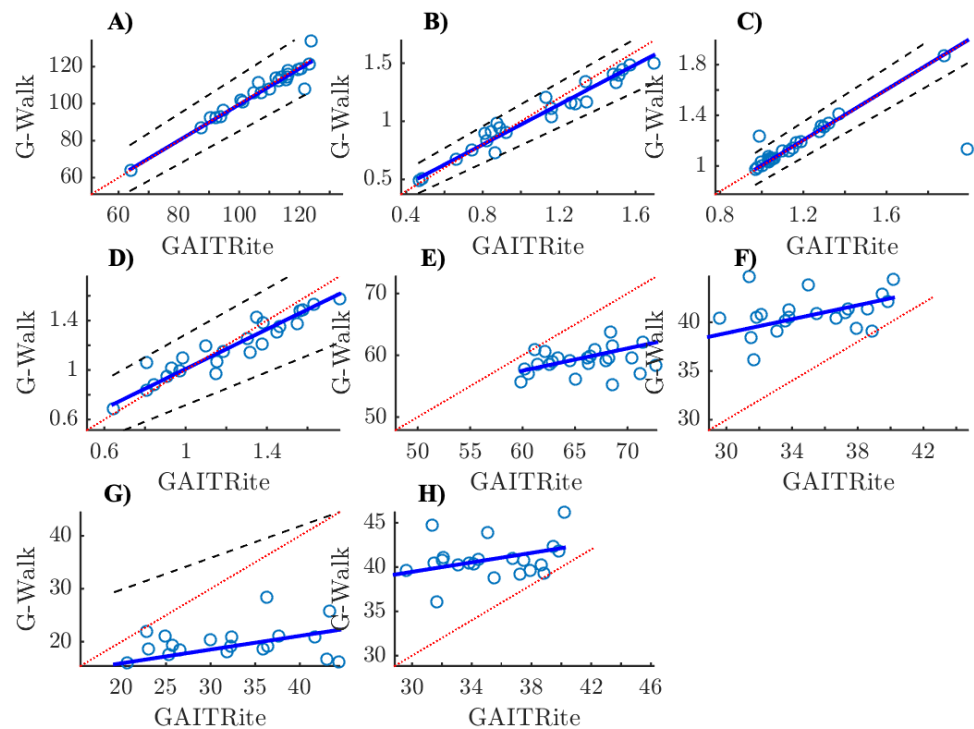 A)
120
100
80
60
G-Walk
60 80 100 120
GAITRite
B)
1.5
1
0.5
G-Walk
0.4 0.8 1.2 1.6
GAITRite
C)
1.8
1.4
1
G-Walk
0.8 1.2 1.6
GAITRite
D)
1.4
1
0.6
G-Walk
0.6 1 1.4
GAITRite
E)
70
60
50
G-Walk
50 55 60 65 70
GAITRite
F)
40
35
30
G-Walk
30 34 38 42
GAITRite
G)
40
30
20
G-Walk
20 25 30 35 40
GAITRite
H)
45
40
35
30
G-Walk
30 34 38 42 46
GAITRite